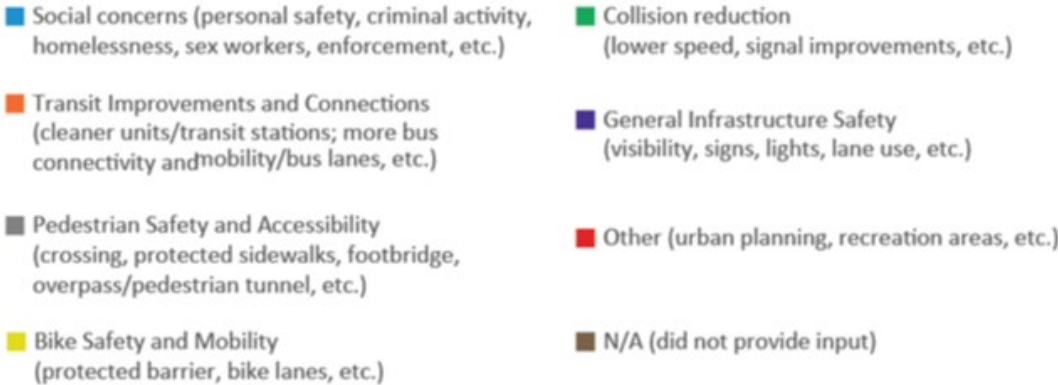 Social concerns (personal safety, criminal activity,
homelessness, sex workers, enforcement, etc.)
Transit Improvements and Connections
(cleaner units/transit stations; more bus
connectivity and mobility/bus lanes, etc.)
Pedestrian Safety and Accessibility
(crossing, protected sidewalks, footbridge,
overpass/pedestrian tunnel, etc.)
Bike Safety and Mobility
(protected barrier, bike lanes, etc.)
Collision reduction
(lower speed, signal improvements, etc.)
General Infrastructure Safety
(visibility, signs, lights, lane use, etc.)
Other (urban planning, recreation areas, etc.)
N/A (did not provide input)